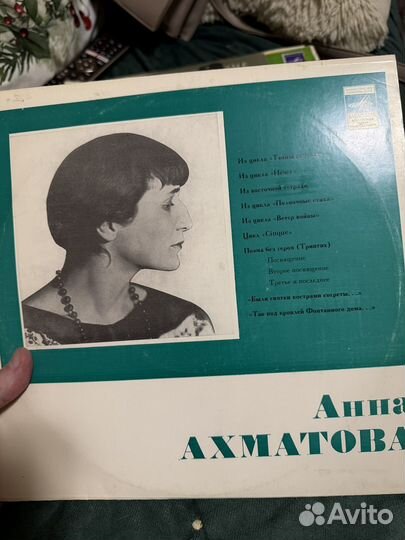 Из цикла «Тайны
Из цикла «Нечет»
Из восточной тетради
Из цикла «Полночные стихи»
Из цикла «Ветер войны»
Цикл «Cinque»
Поэма без героя (Триптих)
Посвящение
Второе посвящение
Третье и последнее
«Были святки кострами согреты. . .»
«Так под кровлей Фонтанного дома. . .»
Анна
АХМАТОВА
Avito